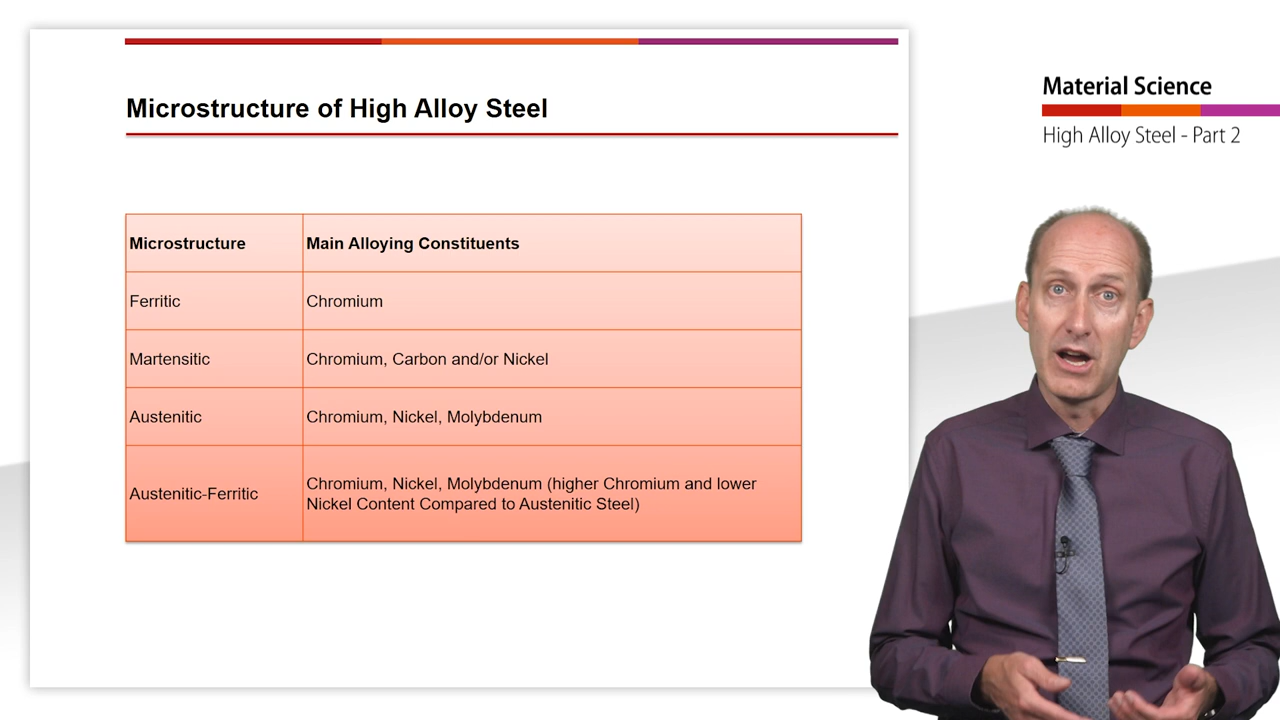 Microstructure of High Alloy Steel
Microstructure
Main Alloying Constituents
Ferritic
Chromium
Martensitic
Chromium, Carbon and/or Nickel
Austenitic
Chromium, Nickel, Molybdenum
Austenitic-Ferritic
Chromium, Nickel, Molybdenum (higher Chromium and lower
Nickel Content Compared to Austenitic Steel)
Material Science
High Alloy Steel - Part 2